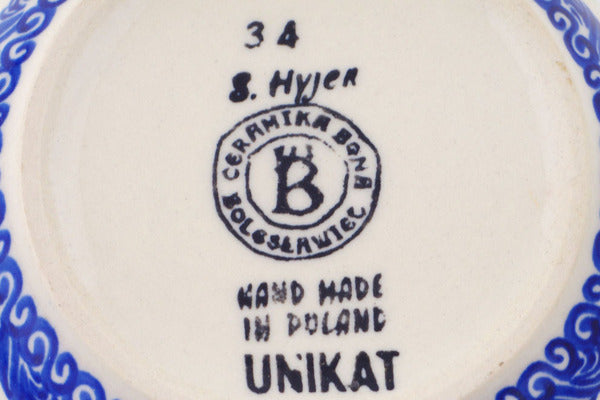 34
S. Hyjek
CERAMIKA BONA
B
BOLESŁAWIEC
HAND MADE
IN POLAND
UNIKAT